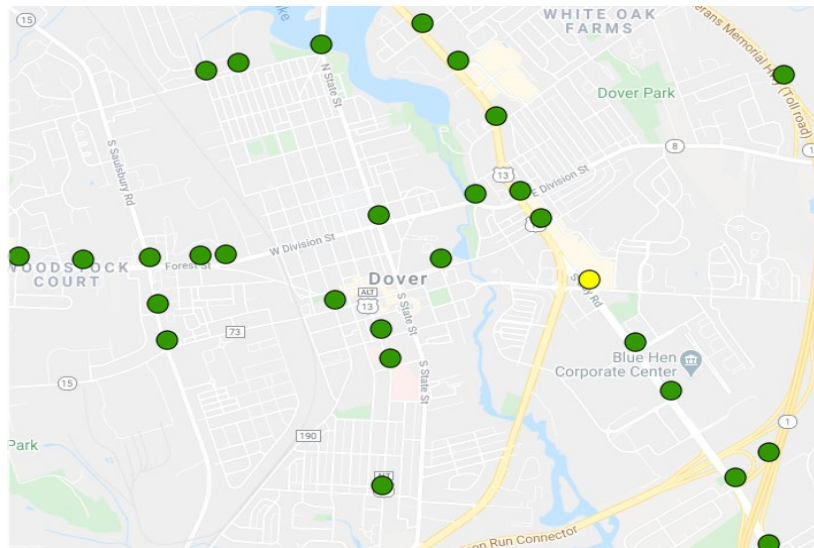 15
WHITE OAK
FARMS
Dover Park
N State St
S Saulsbury Rd
13
8
E Division St
1
W Division St
WOODSTOCK
COURT
Forest St
Dover
ALT
13
S State St
73
Blue Hen
Corporate Center
15
S State St
1
190
Park
ALT
on Run Connector